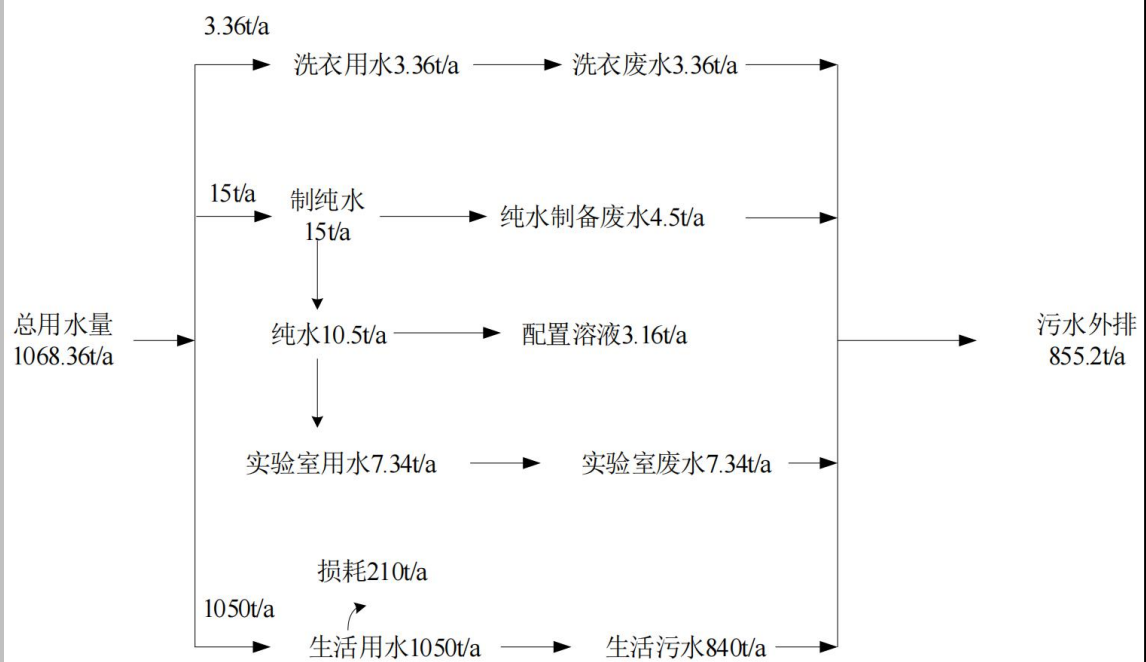 3.36t/a
洗衣用水3.36t/a
洗衣废水3.36t/a
15t/a
制纯水
15t/a
纯水制备废水4.5t/a
总用水量
1068.36t/a
纯水10.5t/a
配置溶液3.16t/a
污水外排
855.2t/a
实验室用水7.34t/a
实验室废水7.34t/a
损耗210t/a
1050t/a
生活用水1050t/a
生活污水840t/a